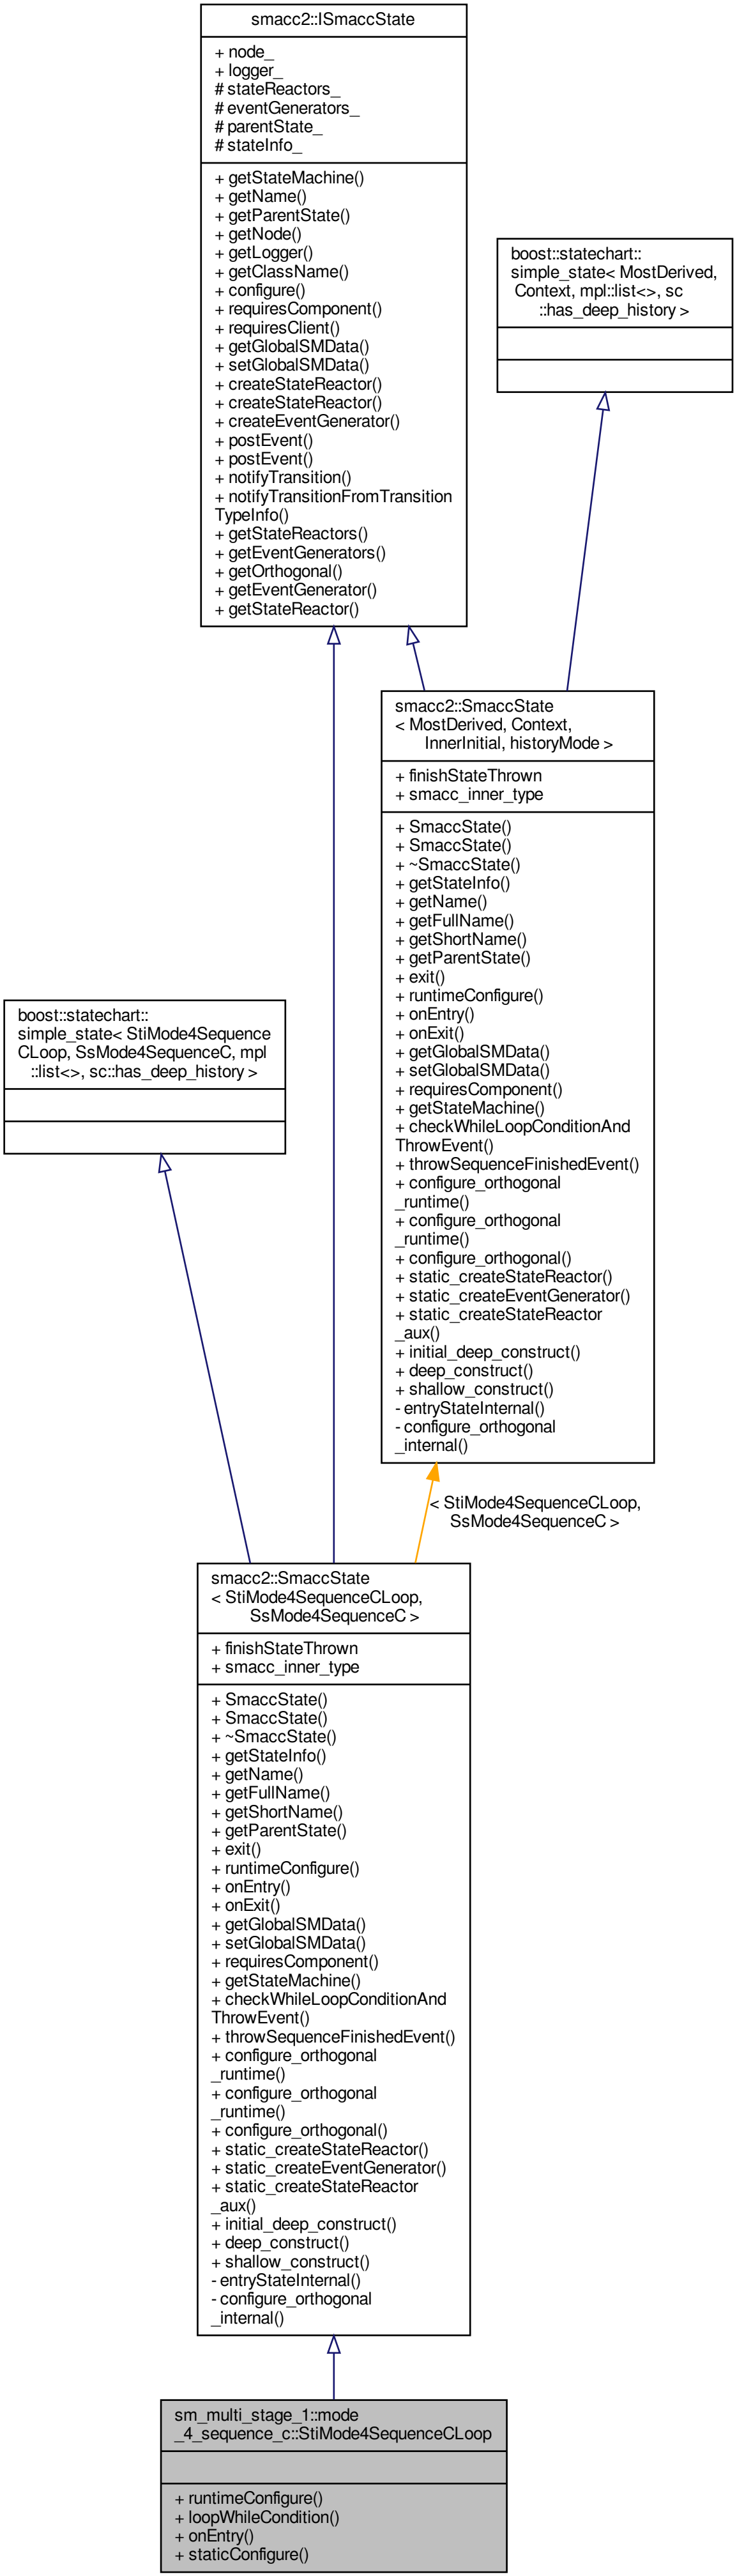 smacc2::ISmaccState
+ node_
+ logger_
# stateReactors_
# eventGenerators_
# parentState_
# stateInfo_
+ getStateMachine()
+ getName()
+ getParentState()
+ getNode()
+ getLogger()
+ getClassName()
+ configure()
+ requiresComponent()
+ requiresClient()
+ getGlobalSMData()
+ setGlobalSMData()
+ createStateReactor()
+ createStateReactor()
+ createEventGenerator()
+ postEvent()
+ postEvent()
+ notifyTransition()
+ notifyTransitionFromTransition
TypeInfo()
+ getStateReactors()
+ getEventGenerators()
+ getOrthogonal()
+ getEventGenerator()
+ getStateReactor()
boost::statechart::
simple_state< MostDerived,
Context, mpl::list<>, sc
::has_deep_history >
smacc2::SmaccState
< MostDerived, Context,
InnerInitial, historyMode >
+ finishStateThrown
+ smacc_inner_type
+ SmaccState()
+ SmaccState()
+ ~SmaccState()
+ getStateInfo()
+ getName()
+ getFullName()
+ getShortName()
+ getParentState()
+ exit()
+ runtimeConfigure()
+ onEntry()
+ onExit()
+ getGlobalSMData()
+ setGlobalSMData()
+ requiresComponent()
+ getStateMachine()
+ checkWhileLoopConditionAnd
ThrowEvent()
+ throwSequenceFinishedEvent()
+ configure_orthogonal
_runtime()
+ configure_orthogonal
_runtime()
+ configure_orthogonal()
+ static_createStateReactor()
+ static_createEventGenerator()
+ static_createStateReactor
_aux()
+ initial_deep_construct()
+ deep_construct()
+ shallow_construct()
- entryStateInternal()
- configure_orthogonal
_internal()
boost::statechart::
simple_state< StiMode4Sequence
CLoop, SsMode4SequenceC, mpl
::list<>, sc::has_deep_history >
< StiMode4SequenceCLoop,
SsMode4SequenceC >
smacc2::SmaccState
< StiMode4SequenceCLoop,
SsMode4SequenceC >
+ finishStateThrown
+ smacc_inner_type
+ SmaccState()
+ SmaccState()
+ ~SmaccState()
+ getStateInfo()
+ getName()
+ getFullName()
+ getShortName()
+ getParentState()
+ exit()
+ runtimeConfigure()
+ onEntry()
+ onExit()
+ getGlobalSMData()
+ setGlobalSMData()
+ requiresComponent()
+ getStateMachine()
+ checkWhileLoopConditionAnd
ThrowEvent()
+ throwSequenceFinishedEvent()
+ configure_orthogonal
_runtime()
+ configure_orthogonal
_runtime()
+ configure_orthogonal()
+ static_createStateReactor()
+ static_createEventGenerator()
+ static_createStateReactor
_aux()
+ initial_deep_construct()
+ deep_construct()
+ shallow_construct()
- entryStateInternal()
- configure_orthogonal
_internal()
sm_multi_stage_1::mode
_4_sequence_c::StiMode4SequenceCLoop
+ runtimeConfigure()
+ loopWhileCondition()
+ onEntry()
+ staticConfigure()